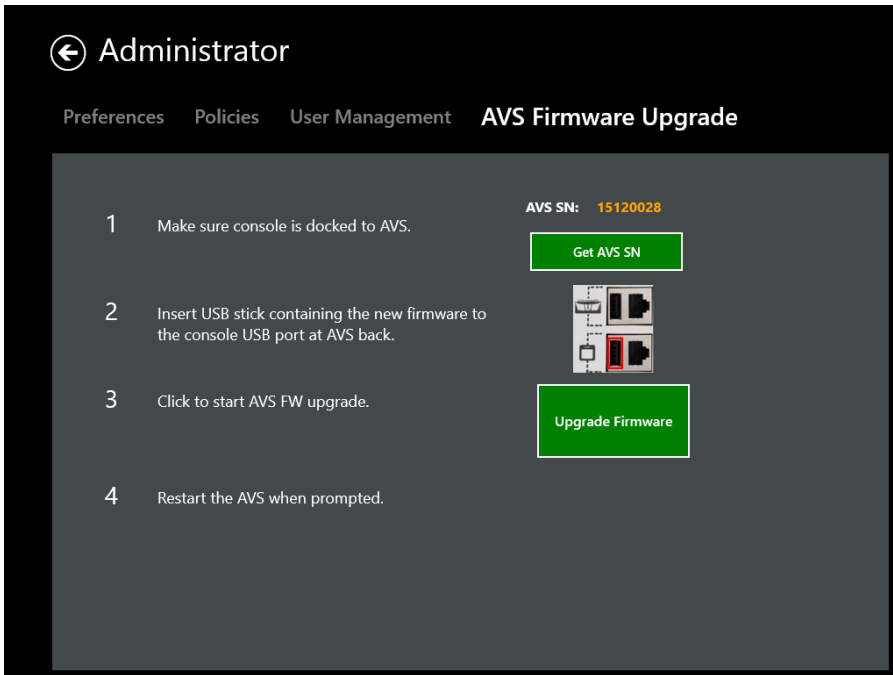 Administrator
Preferences Policies User Management AVS Firmware Upgrade
AVS SN: 15120028
1 Make sure console is docked to AVS.
Get AVS SN
2 Insert USB stick containing the new firmware to
the console USB port at AVS back.
3 Click to start AVS FW upgrade.
Upgrade Firmware
4 Restart the AVS when prompted.